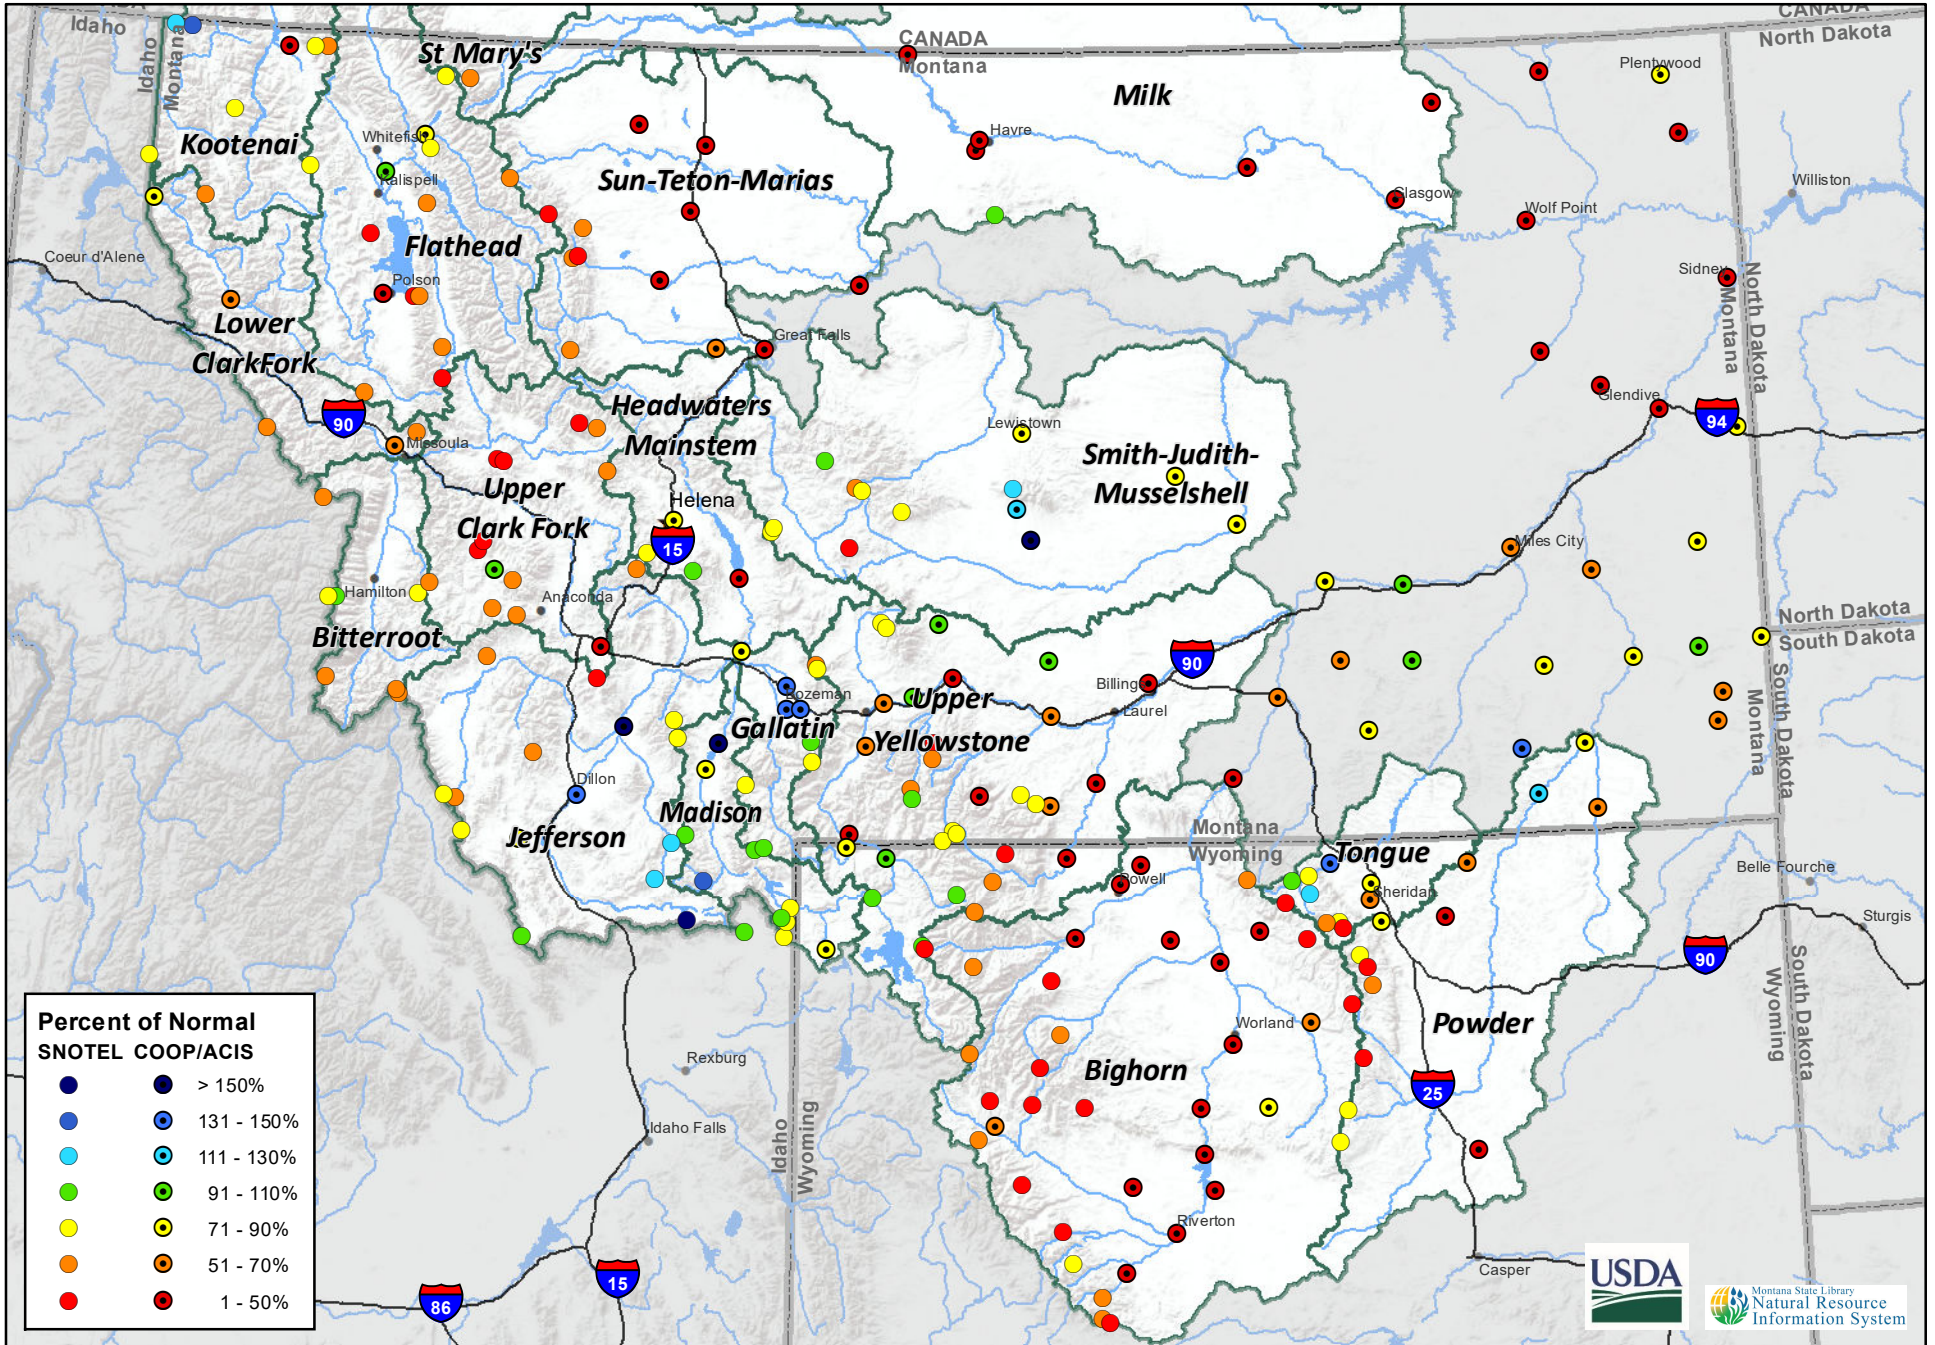 CANADA
Idaho
Idaho
Montana
St Mary's
CANADA
Montana
CANADA
North Dakota
Plentywood
Milk
Kootenai
Whitefish
Havre
Kalispell
Sun-Teton-Marias
Glasgow
Wolf Point
Williston
Flathead
Coeur d'Alene
Polson
Sidney
Montana
North Dakota
Lower
ClarkFork
Great Falls
Glendive
94
90
Missoula
Headwaters
Mainstem
Lewistown
Smith-Judith-
Musselshell
Upper
Clark Fork
Helena
15
Miles City
Hamilton
Anaconda
Bitterroot
North Dakota
South Dakota
90
Billings
Laurel
Bozeman
Gallatin
Upper
Yellowstone
Montana
South Dakota
Dillon
Madison
Jefferson
Montana
Wyoming
Tongue
Powell
Sheridan
Belle Fourche
Sturgis
90
South Dakota
Wyoming
Worland
Powder
Bighorn
25
Rexburg
Idaho Falls
Idaho
Wyoming
Riverton
Casper
15
86
Percent of Normal
SNOTEL COOP/ACIS
> 150%
131 - 150%
111 - 130%
91 - 110%
71 - 90%
51 - 70%
1 - 50%
USDA
Montana State Library
Natural Resource
Information System